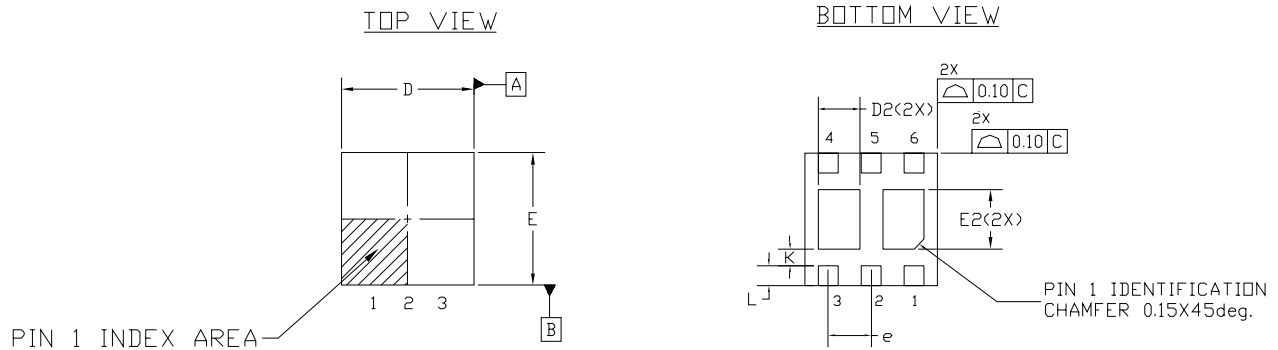 TOP VIEW
D
A
E
1 2 3
B
PIN 1 INDEX AREA
BOTTOM VIEW
2X
0.10 C
D2(2X)
2X
0.10 C
4 5 6
E2(2X)
K
L
3 2 1
e
PIN 1 IDENTIFICATION
CHAMFER 0.15X45deg.